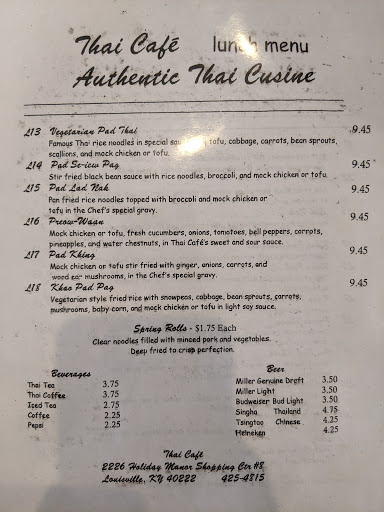 Thai Café lunch menu
Authentic Thai Cusine
L13 Vegetarian Pad Thai 9.45
Famous Thai rice noodles in special tofu, cabbage, carrots, bean sprouts,
scallions, and mock chicken or tofu.
L14 Pad Se-iew Pag 9.45
Stir fried black bean sauce with rice noodles, broccoli, and mock chicken or tofu.
L15 Pad Lad Nak 9.45
Pan fried rice noodles topped with broccoli and mock chicken or
tofu in the Chef's special gravy.
L16 Preow-Waan 9.45
Mock chicken or tofu, fresh cucumbers, onions, tomatoes, bell peppers, carrots,
pineapples, and water chestnuts, in Thai Café's sweet and sour sauce.
L17 Pad Khing 9.45
Mock chicken or tofu stir fried with ginger, onions, carrots, and
wood ear mushrooms, in the Chef's special gravy.
L18 Khao Pad Pag 9.45
Vegetarian style fried rice with snowpeas, cabbage, bean sprouts, carrots,
mushrooms, baby corn, and mock chicken or tofu in light soy sauce.
Spring Rolls - $1.75 Each
Clear noodles filled with minced pork and vegetables.
Deep fried to crisp perfection.
Beverages
Thai Tea 3.75
Thai Coffee 3.75
Iced Tea 2.75
Coffee 2.25
Pepsi 2.25
Beer
Miller Genuine Draft 3.50
Miller Light 3.50
Budweiser Bud Light 3.50
Singha Thailand 4.75
Tsingtao Chinese 4.25
Heineken 4.25
Thai Café
2226 Holiday Manor Shopping Ctr #8
Louisville, KY 40222 425-4815